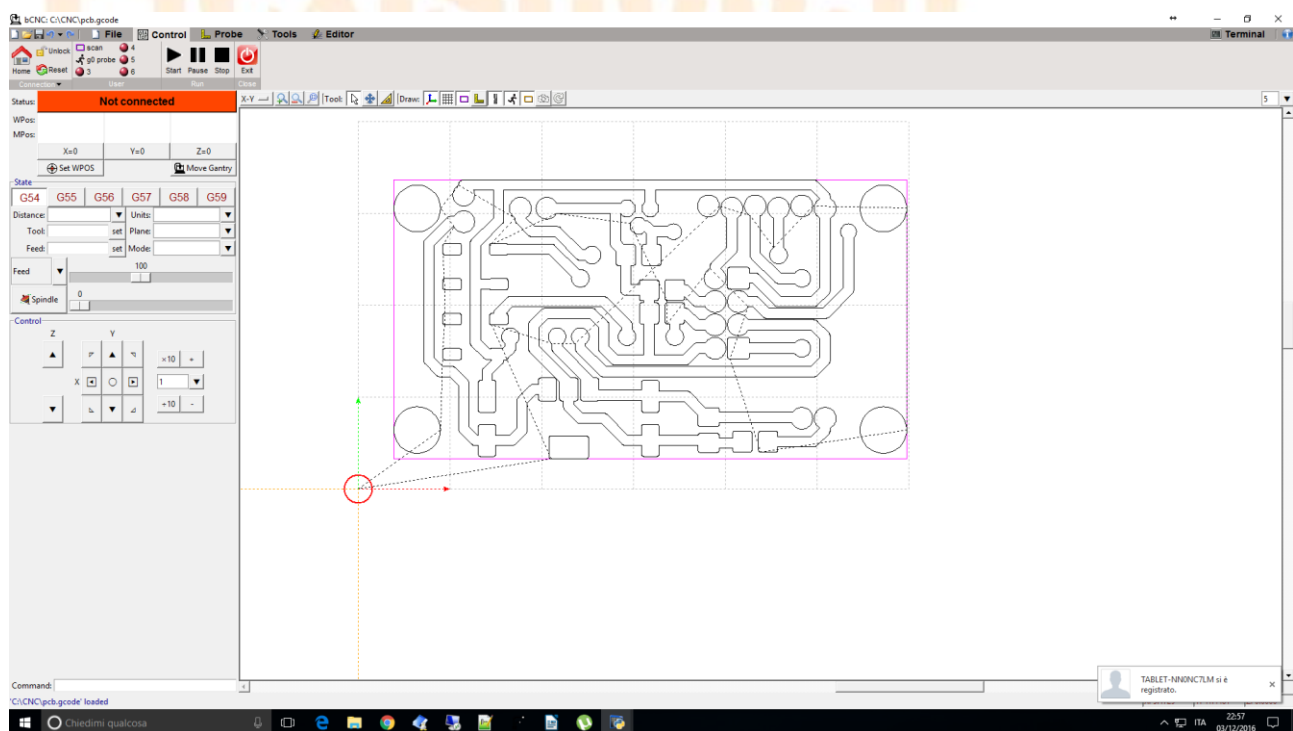 bCNC: C:\CNC\pcb.gcode
File Control Probe Tools Editor Terminal
Unlock scan 4
g0 probe 5
Home Reset 3 6 Start Pause Stop Exit
Connection User Run Close
Status: Not connected X-Y Tool: Draw: 5
WPos:
MPos:
X=0 Y=0 Z=0
Set WPOS Move Gantry
State
G54 G55 G56 G57 G58 G59
Distance: Units:
Tool: set Plane:
Feed: set Mode:
Feed 100
Spindle 0
Control
Z Y
×10 +
X 1
÷10 -
Command:
'C:\CNC\pcb.gcode' loaded
TABLET-NN0NC7LM si è
registrato.
Chiedimi qualcosa
ITA
22:57
03/12/2016